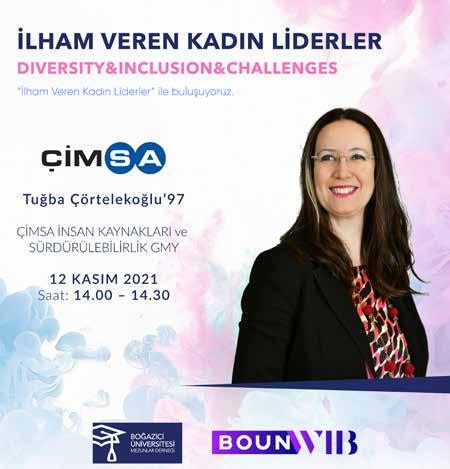 İLHAM VEREN KADIN LİDERLER
DIVERSITY&INCLUSION&CHALLENGES
"İlham Veren Kadın Liderler" ile buluşuyoruz.
ÇİMSA
Tuğba Çörtelekoğlu'97
ÇİMSA İNSAN KAYNAKLARI ve
SÜRDÜRÜLEBİLİRLİK GMY
12 KASIM 2021
Saat: 14.00 – 14.30
BOĞAZİÇİ
ÜNİVERSİTESİ
MEZUNLAR DERNEĞİ
BOUNWIB